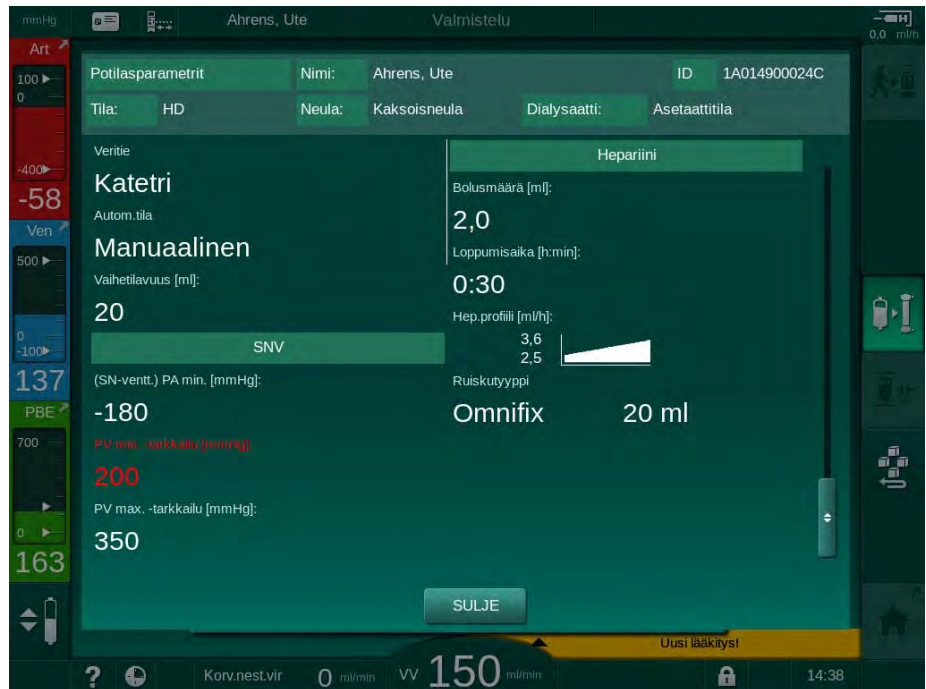 mmHg Ahrens, Ute Valmistelu 0,0 ml/h
Art
100
0
-400
-58
Ven
500
0
-100
137
PBE
700
0
163
Potilasparametrit Nimi: Ahrens, Ute ID 1A014900024C
Tila: HD Neula: Kaksoisneula Dialysaatti: Asetaattitila
Veritie
Katetri
Autom.tila
Manuaalinen
Vaihetilavuus [ml]:
20
SNV
(SN-ventt.) PA min. [mmHg]:
-180
PV min. -tarkkailu [mmHg]:
200
PV max. -tarkkailu [mmHg]:
350
Hepariini
Bolusmäärä [ml]:
2,0
Loppumisaika [h:min]:
0:30
Hep.profiili [ml/h]:
3,6
2,5
Ruiskutyyppi
Omnifix 20 ml
SULJE
Uusi lääkitys!
? Korv.nest.vir 0 ml/min VV 150 ml/min 14:38